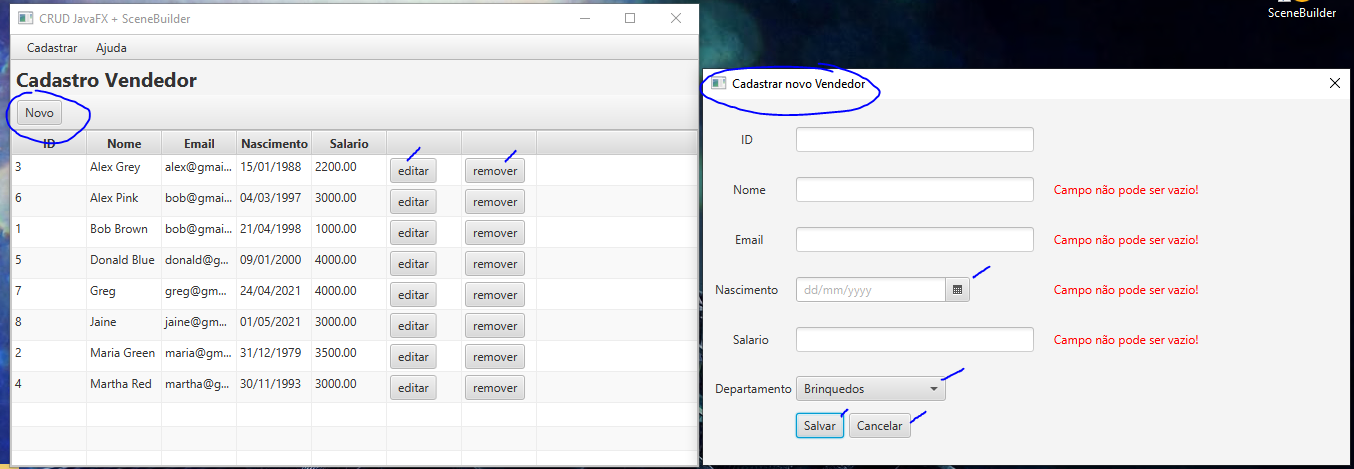 SceneBuilder
CRUD JavaFX + SceneBuilder
Cadastrar Ajuda
Cadastro Vendedor
Novo
ID Nome Email Nascimento Salario
3 Alex Grey alex@gmai... 15/01/1988 2200.00 editar remover
6 Alex Pink bob@gmai... 04/03/1997 3000.00 editar remover
1 Bob Brown bob@gmai... 21/04/1998 1000.00 editar remover
5 Donald Blue donald@g... 09/01/2000 4000.00 editar remover
7 Greg greg@gm... 24/04/2021 4000.00 editar remover
8 Jaine jaine@gm... 01/05/2021 3000.00 editar remover
2 Maria Green maria@gm... 31/12/1979 3500.00 editar remover
4 Martha Red martha@g... 30/11/1993 3000.00 editar remover
Cadastrar novo Vendedor
ID
Nome Campo não pode ser vazio!
Email Campo não pode ser vazio!
Nascimento dd/mm/yyyy Campo não pode ser vazio!
Salario Campo não pode ser vazio!
Departamento Brinquedos
Salvar Cancelar